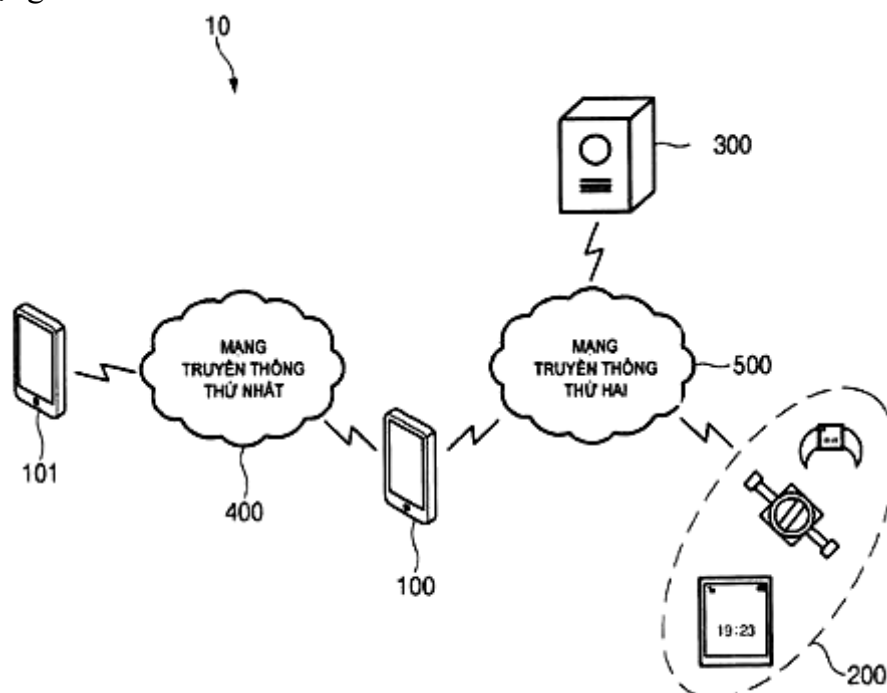 10
300
MẠNG
TRUYỀN THÔNG
THỨ NHẤT
MẠNG
TRUYỀN THÔNG
THỨ HAI
500
101
400
100
19:23
200